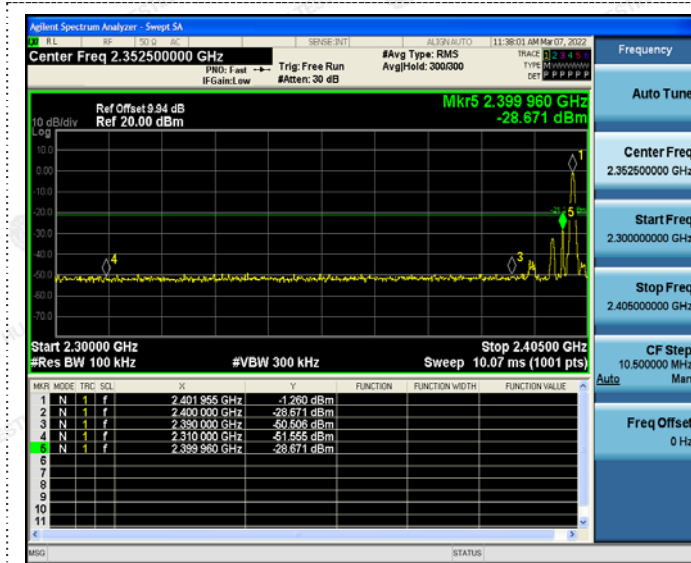 Agilent Spectrum Analyzer - Swept SA
RL RF 50 Ω AC SENSE:INT ALIGNAUTO 11:38:01 AM Mar 07, 2022
Center Freq 2.352500000 GHz
PNO: Fast
IFGain:Low
Trig: Free Run
#Atten: 30 dB
#Avg Type: RMS
Avg|Hold: 300/300
TRACE 1 2 3 4 5 6
TYPE M W W W W W
DET P P P P P P
Frequency
Auto Tune
Center Freq
2.352500000 GHz
Start Freq
2.300000000 GHz
Stop Freq
2.405000000 GHz
CF Step
10.500000 MHz
Auto Man
Freq Offset
0 Hz
Mkr5 2.399 960 GHz
-28.671 dBm
Ref Offset 9.94 dB
10 dB/div Ref 20.00 dBm
Log
10.0
0.00
-10.0
-20.0
-30.0
-40.0
-50.0
-60.0
-70.0
1
5
3
4
Start 2.30000 GHz Stop 2.40500 GHz
#Res BW 100 kHz #VBW 300 kHz Sweep 10.07 ms (1001 pts)
MKR MODE TRC SCL X Y FUNCTION FUNCTION WIDTH FUNCTION VALUE
1 N 1 f 2.401 955 GHz -1.260 dBm
2 N 1 f 2.400 000 GHz -28.671 dBm
3 N 1 f 2.390 000 GHz -50.506 dBm
4 N 1 f 2.310 000 GHz -51.555 dBm
5 N 1 f 2.399 960 GHz -28.671 dBm
6
7
8
9
10
11
MSG STATUS